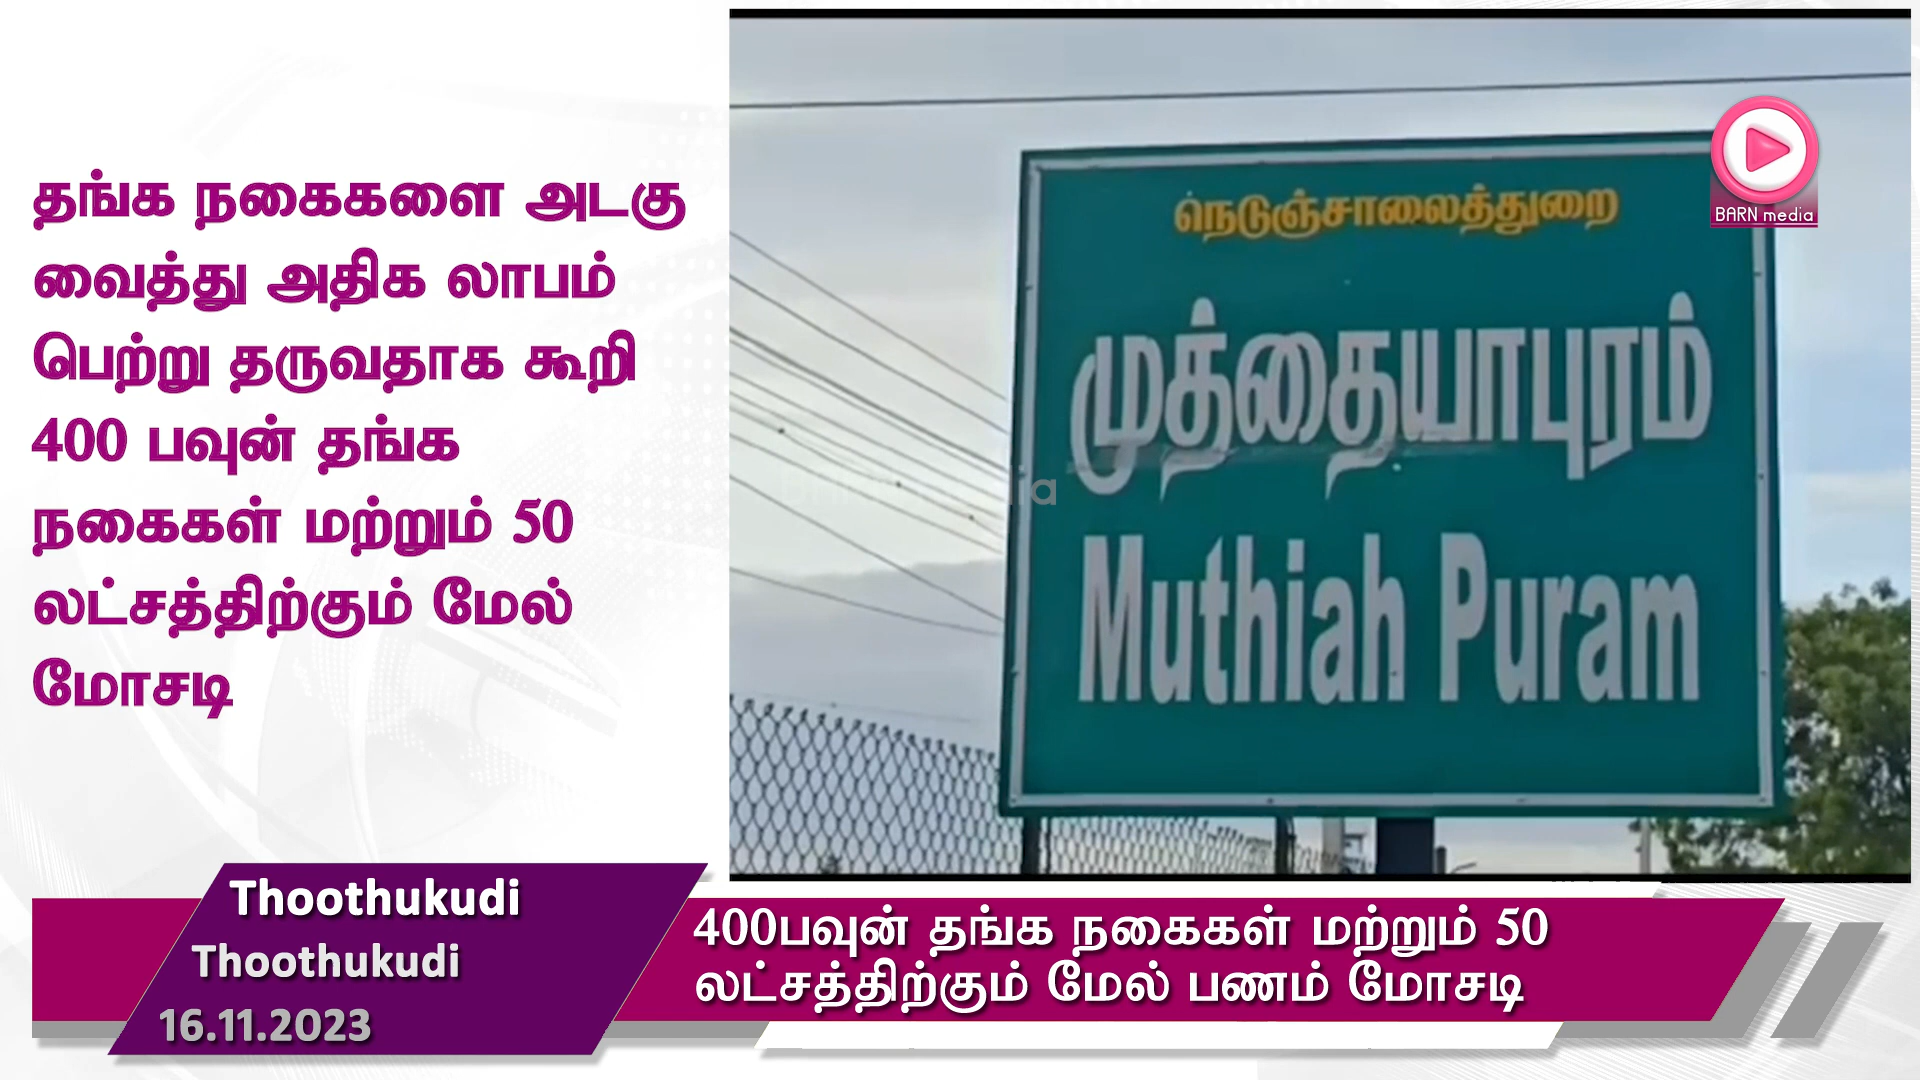 தங்க நகைகளை அடகு
வைத்து அதிக லாபம்
பெற்று தருவதாக கூறி
400 பவுன் தங்க
நகைகள் மற்றும் 50
லட்சத்திற்கும் மேல்
மோசடி
நெடுஞ்சாலைத்துறை
முத்தையாபுரம்
Muthiah Puram
BARN media
Thoothukudi
Thoothukudi
16.11.2023
400பவுன் தங்க நகைகள் மற்றும் 50
லட்சத்திற்கும் மேல் பணம் மோசடி